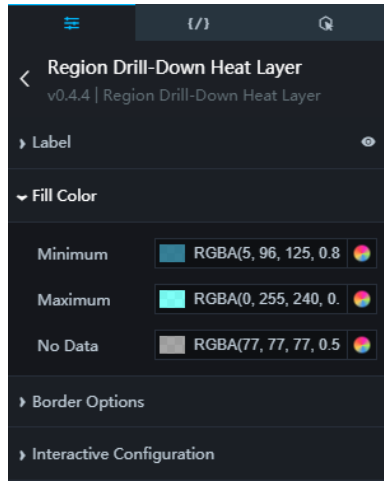 {/}
Region Drill-Down Heat Layer
v0.4.4 | Region Drill-Down Heat Layer
Label
Fill Color
Minimum RGBA(5, 96, 125, 0.8
Maximum RGBA(0, 255, 240, 0.
No Data RGBA(77, 77, 77, 0.5
Border Options
Interactive Configuration